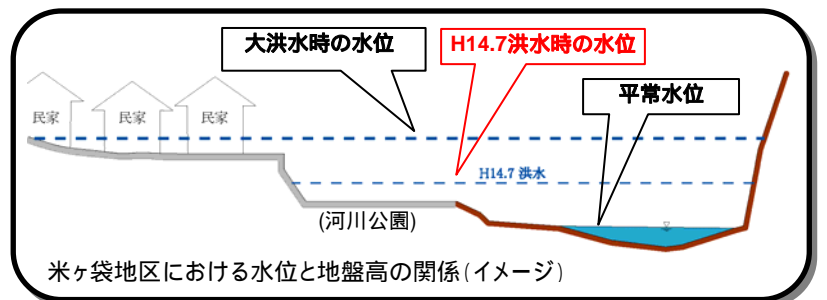 大洪水時の水位
H14.7洪水時の水位
平常水位
民家
民家
民家
H14.7 洪水
(河川公園)
米ヶ袋地区における水位と地盤高の関係(イメージ)